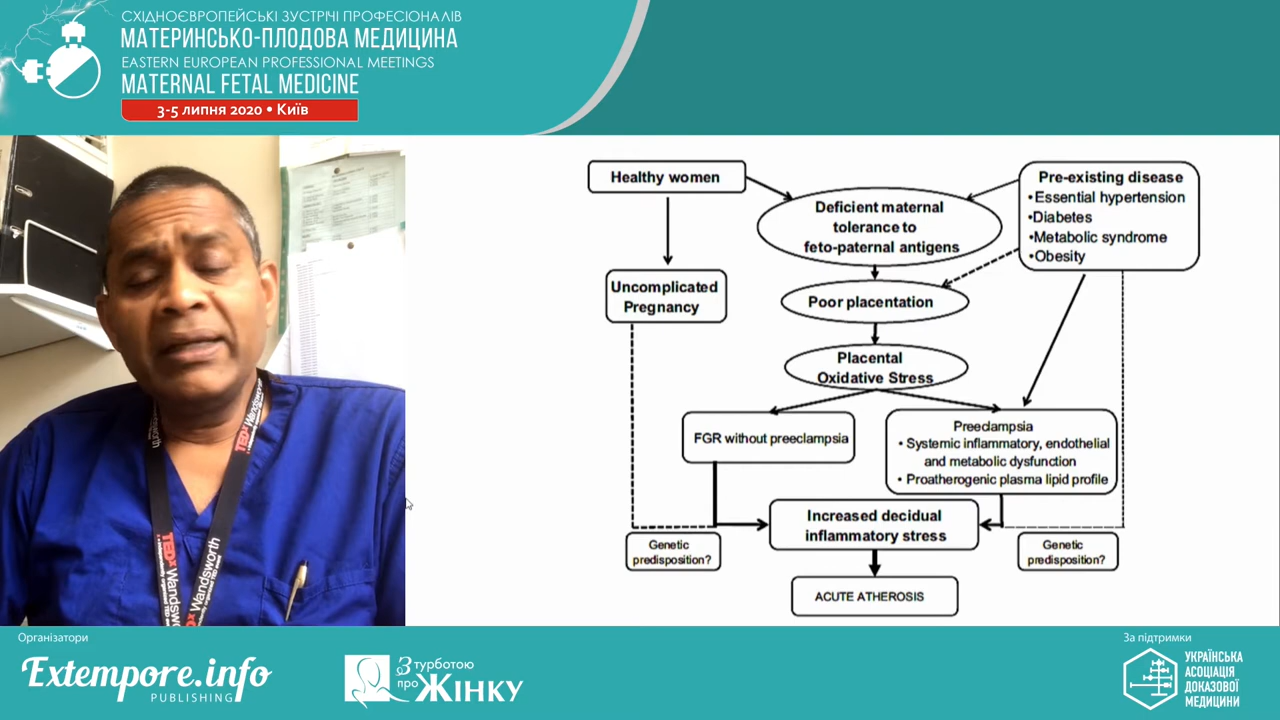 СХІДНОЄВРОПЕЙСЬКІ ЗУСТРІЧІ ПРОФЕСІОНАЛІВ
МАТЕРИНСЬКО-ПЛОДОВА МЕДИЦИНА
EASTERN EUROPEAN PROFESSIONAL MEETINGS
MATERNAL FETAL MEDICINE
3-5 липня 2020 • Київ
Healthy women
Deficient maternal
tolerance to
feto-paternal antigens
Pre-existing disease
•Essential hypertension
•Diabetes
•Metabolic syndrome
•Obesity
Uncomplicated
Pregnancy
Poor placentation
Placental
Oxidative Stress
FGR without preeclampsia
Preeclampsia
• Systemic inflammatory, endothelial
and metabolic dysfunction
• Proatherogenic plasma lipid profile
Increased decidual
inflammatory stress
Genetic
predisposition?
Genetic
predisposition?
ACUTE ATHEROSIS
TEDx Wandsworth
Wandsworth
Організатори
Extempore.info
PUBLISHING
З турботою
про ЖІНКУ
За підтримки
УКРАЇНСЬКА
АСОЦІАЦІЯ
ДОКАЗОВОЇ
МЕДИЦИНИ